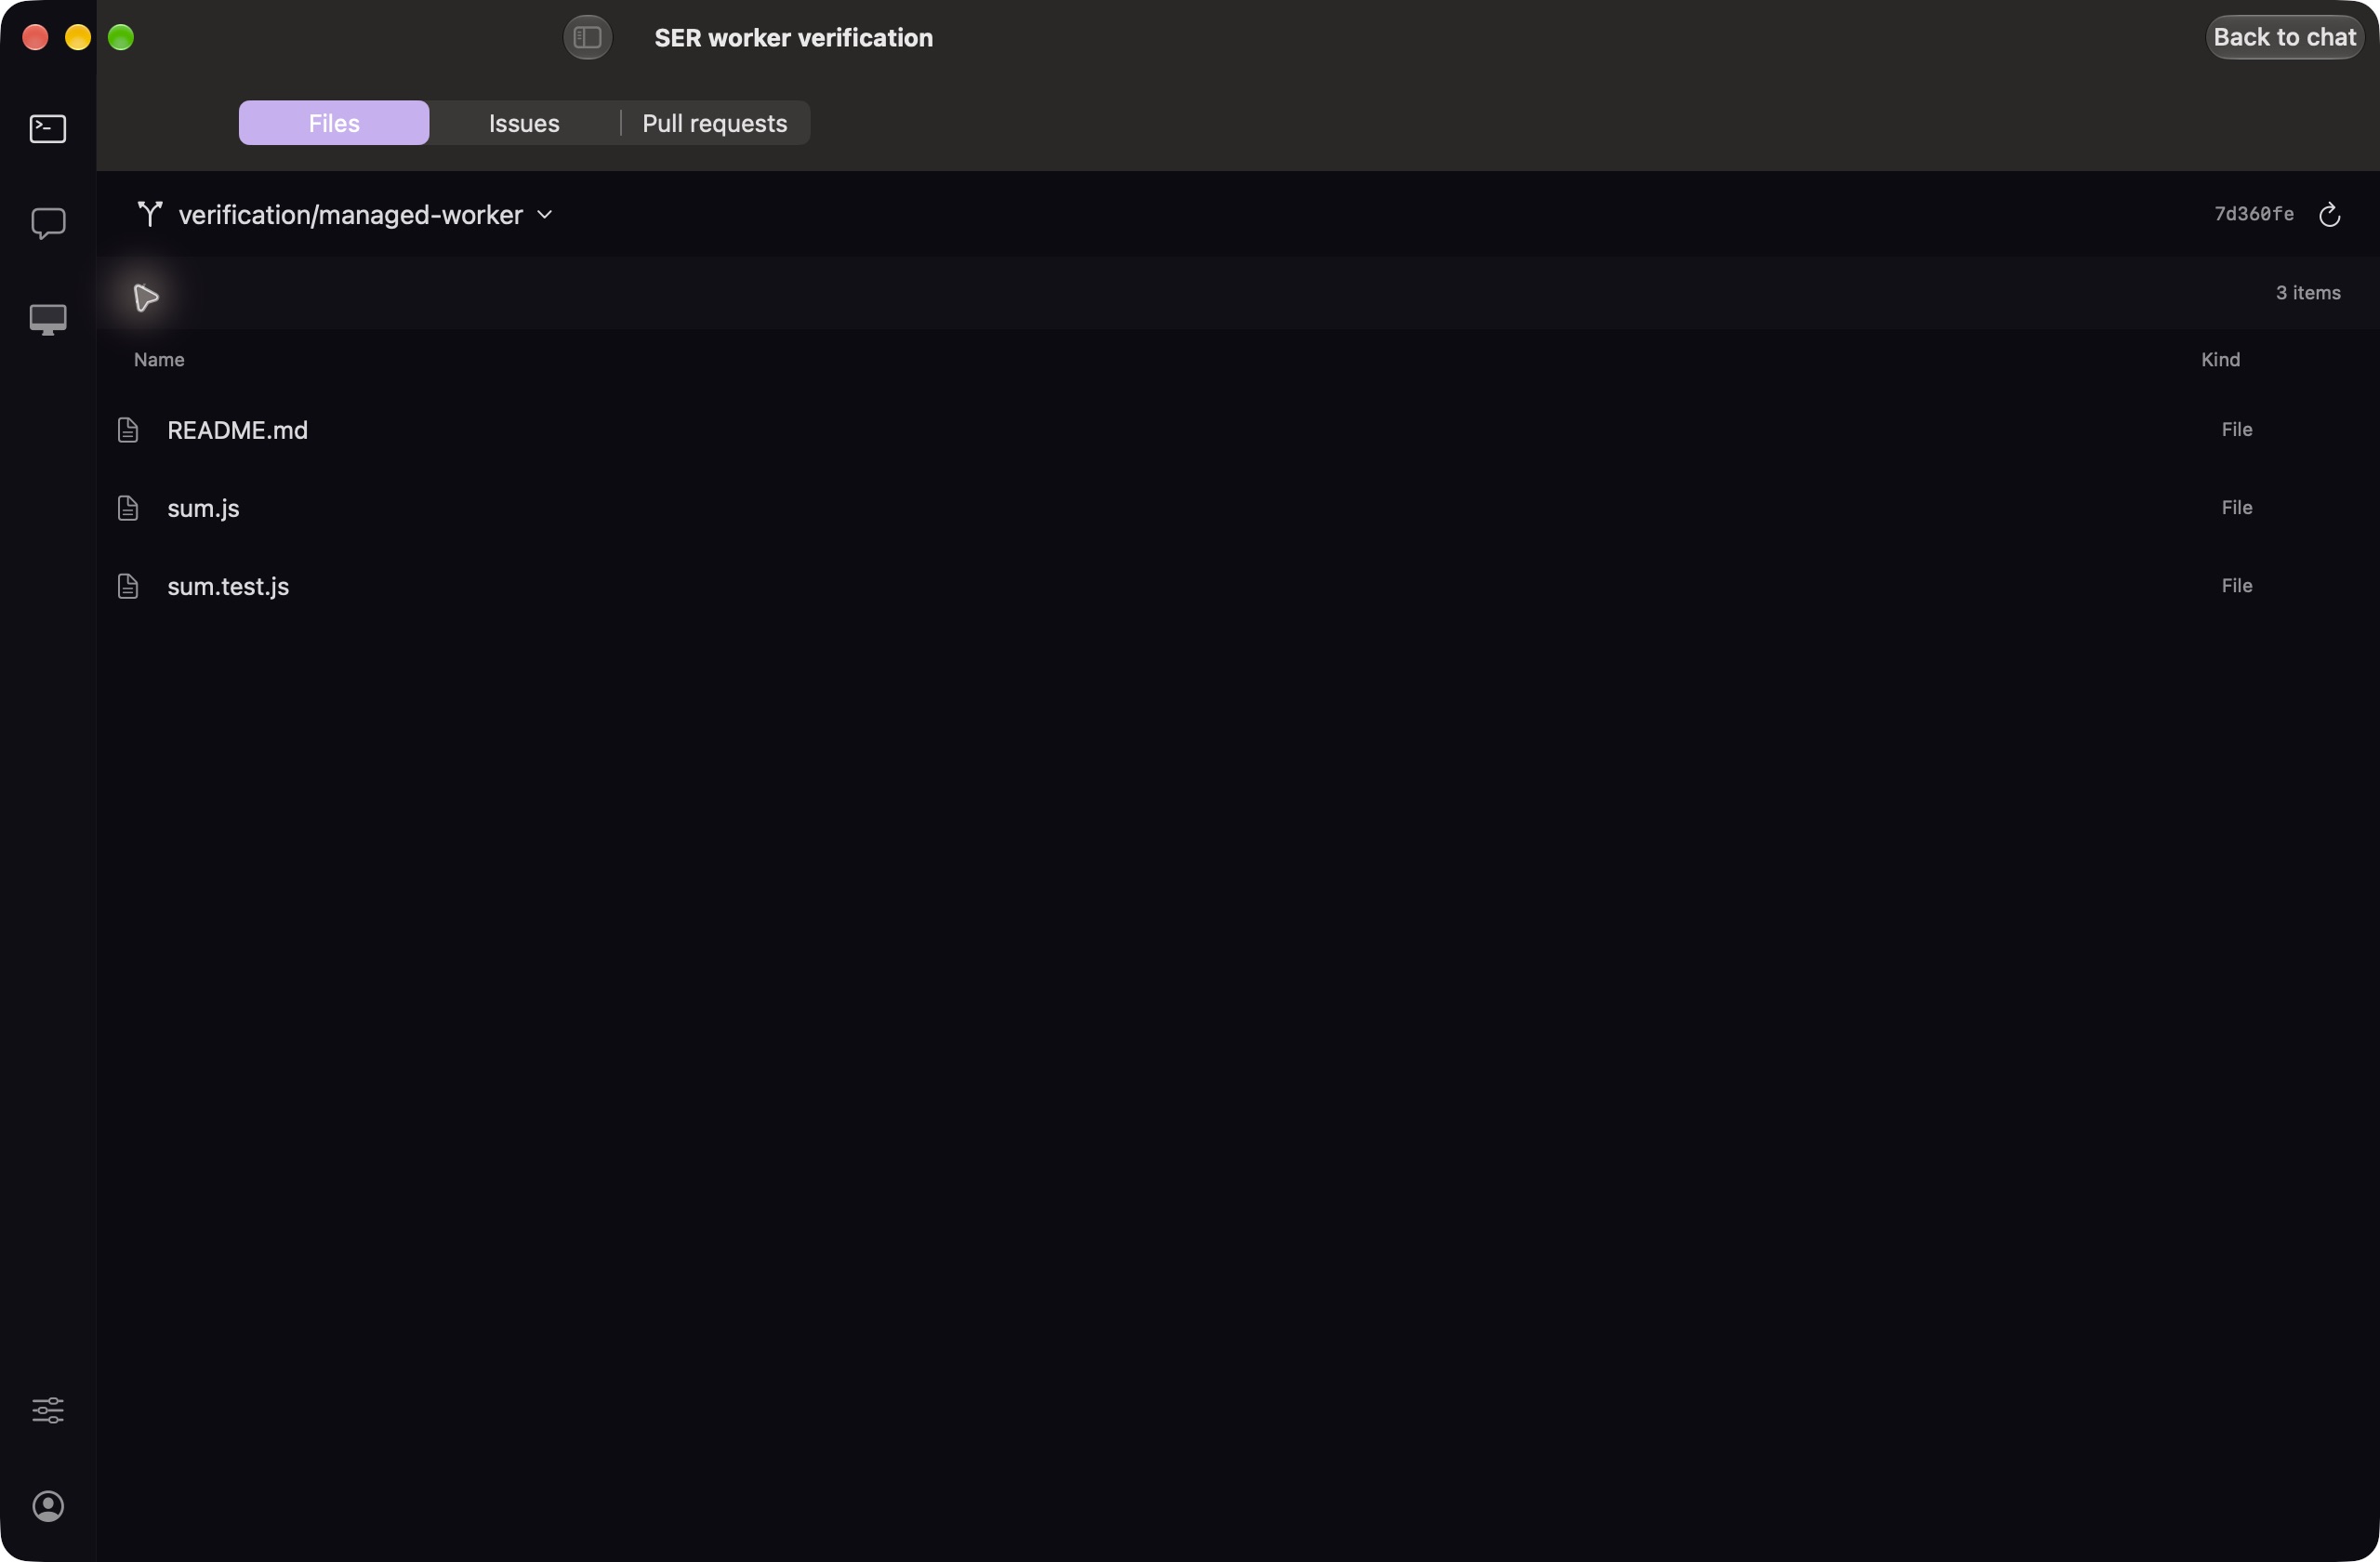 SER worker verification
Back to chat
Files
Issues
Pull requests
verification/managed-worker
7d360fe
3 items
Name
Kind
README.md
File
sum.js
File
sum.test.js
File